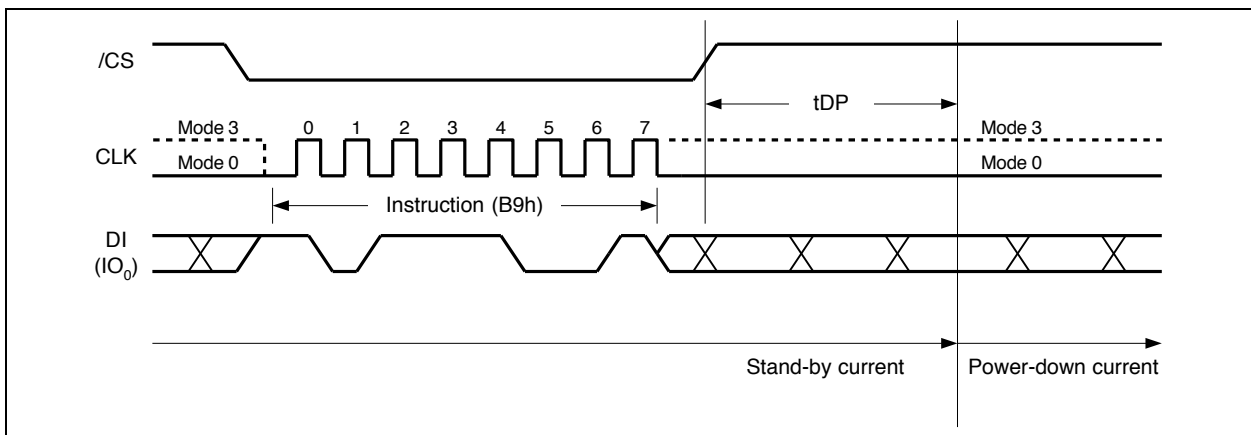 /CS
tDP
Mode 3 0 1 2 3 4 5 6 7 Mode 3
CLK
Mode 0 Mode 0
Instruction (B9h)
DI
(IO₀)
Stand-by current Power-down current